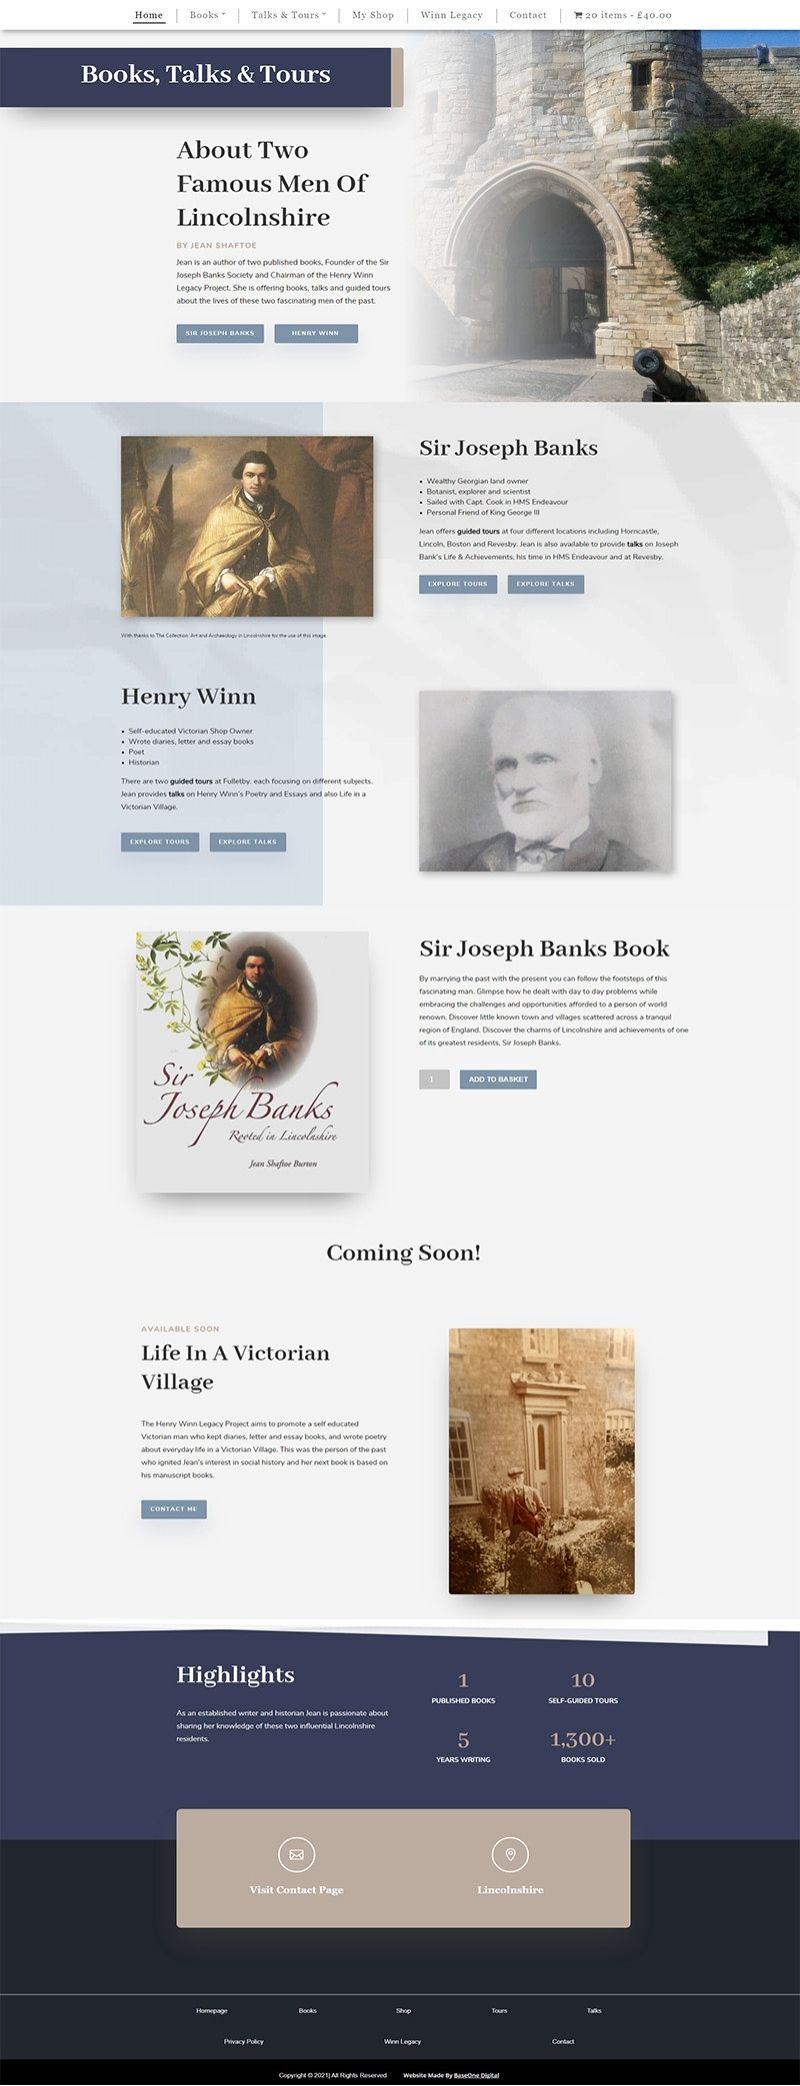 Home
Books
Talks & Tours
My Shop
Winn Legacy
Contact
20 items - £40.00
Books, Talks & Tours
About Two
Famous Men Of
Lincolnshire
BY JEAN SHAFTOE
Jean is an author of two published books, Founder of the Sir
Joseph Banks Society and Chairman of the Henry Winn
Legacy Project. She is offering books, talks and guided tours
about the lives of these two fascinating men of the past.
SIR JOSEPH BANKS
HENRY WINN
Sir Joseph Banks
• Wealthy Georgian land owner
• Botanist, explorer and scientist
• Sailed with Capt. Cook in HMS Endeavour
• Personal Friend of King George III
Jean offers guided tours at four different locations including Horncastle,
Lincoln, Boston and Revesby. Jean is also available to provide talks on Joseph
Bank's Life & Achievements, his time in HMS Endeavour and at Revesby.
EXPLORE TOURS
EXPLORE TALKS
With thanks to The Collection: Art and Archaeology in Lincolnshire for the use of this image.
Henry Winn
• Self-educated Victorian Shop Owner
• Wrote diaries, letter and essay books
• Poet
• Historian
There are two guided tours at Fulletby, each focusing on different subjects.
Jean provides talks on Henry Winn's Poetry and Essays and also Life in a
Victorian Village.
EXPLORE TOURS
EXPLORE TALKS
Sir
Joseph Banks
Rooted in Lincolnshire
Jean Shaftoe Burton
Sir Joseph Banks Book
By marrying the past with the present you can follow the footsteps of this
fascinating man. Glimpse how he dealt with day to day problems while
embracing the challenges and opportunities afforded to a person of world
renown. Discover little known town and villages scattered across a tranquil
region of England. Discover the charms of Lincolnshire and achievements of one
of its greatest residents, Sir Joseph Banks.
1
ADD TO BASKET
Coming Soon!
AVAILABLE SOON
Life In A Victorian
Village
The Henry Winn Legacy Project aims to promote a self educated
Victorian man who kept diaries, letter and essay books, and wrote poetry
about everyday life in a Victorian Village. This was the person of the past
who ignited Jean's interest in social history and her next book is based on
his manuscript books.
CONTACT ME
Highlights
As an established writer and historian Jean is passionate about
sharing her knowledge of these two influential Lincolnshire
residents.
1
PUBLISHED BOOKS
10
SELF-GUIDED TOURS
5
YEARS WRITING
1,300+
BOOKS SOLD
Visit Contact Page
Lincolnshire
Homepage
Books
Shop
Tours
Talks
Privacy Policy
Winn Legacy
Contact
Copyright © 2021| All Rights Reserved
Website Made By BaseOne Digital